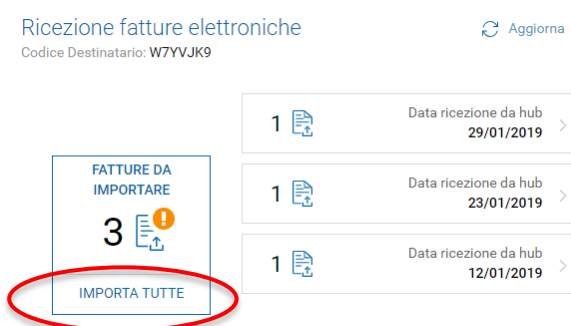 Ricezione fatture elettroniche
Aggiorna
Codice Destinatario: W7YVJK9
FATTURE DA
IMPORTARE
3
IMPORTA TUTTE
1 Data ricezione da hub
29/01/2019
1 Data ricezione da hub
23/01/2019
1 Data ricezione da hub
12/01/2019